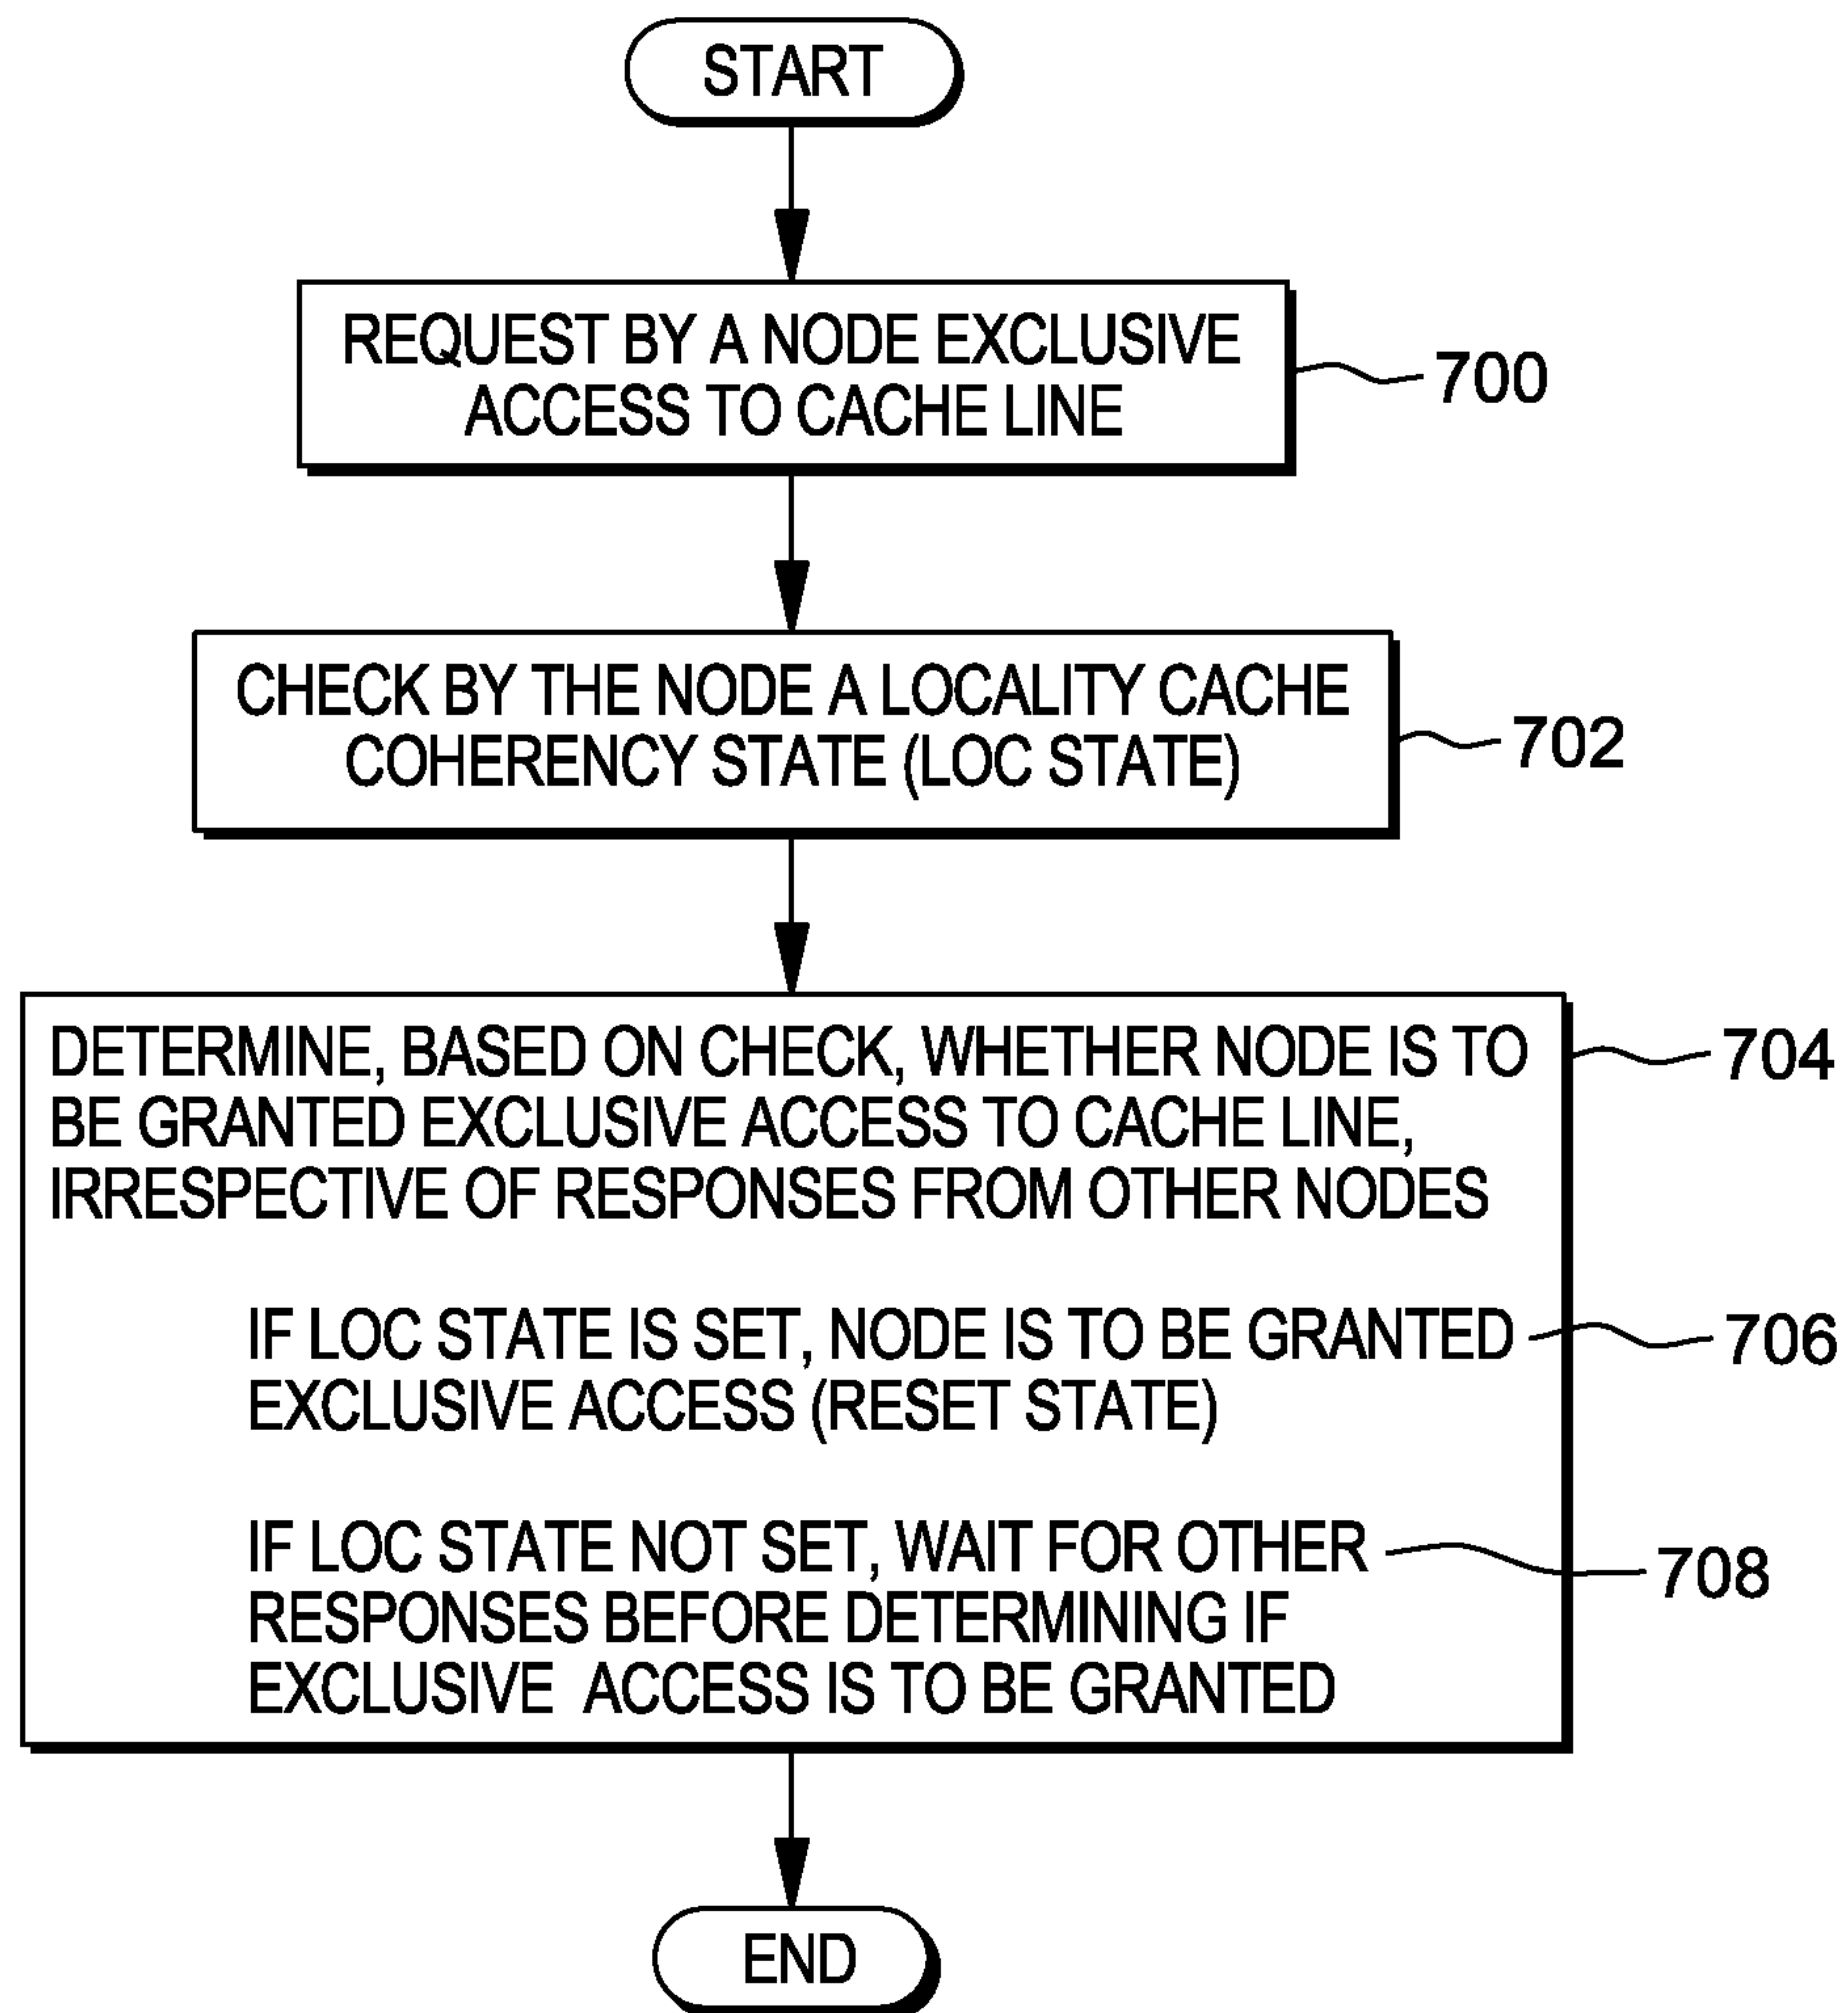 START
REQUEST BY A NODE EXCLUSIVE
ACCESS TO CACHE LINE
700
CHECK BY THE NODE A LOCALITY CACHE
COHERENCY STATE (LOC STATE)
702
DETERMINE, BASED ON CHECK, WHETHER NODE IS TO
BE GRANTED EXCLUSIVE ACCESS TO CACHE LINE,
IRRESPECTIVE OF RESPONSES FROM OTHER NODES
704
IF LOC STATE IS SET, NODE IS TO BE GRANTED
EXCLUSIVE ACCESS (RESET STATE)
706
IF LOC STATE NOT SET, WAIT FOR OTHER
RESPONSES BEFORE DETERMINING IF
EXCLUSIVE ACCESS IS TO BE GRANTED
708
END